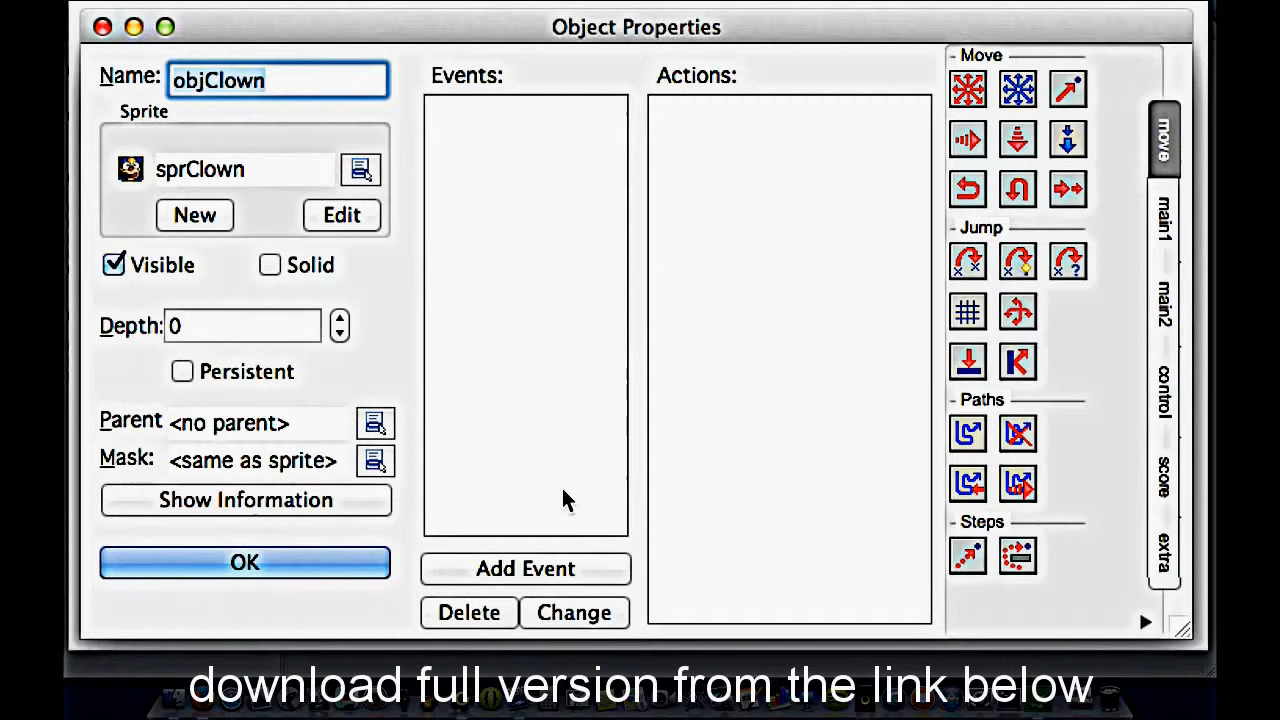 Object Properties
Name: objClown
Sprite
sprClown
New Edit
Visible Solid
Depth: 0
Persistent
Parent <no parent>
Mask: <same as sprite>
Show Information
OK
Events:
Add Event
Delete Change
Actions:
Move
Jump
Paths
Steps
move
main1
main2
control
score
extra
download full version from the link below